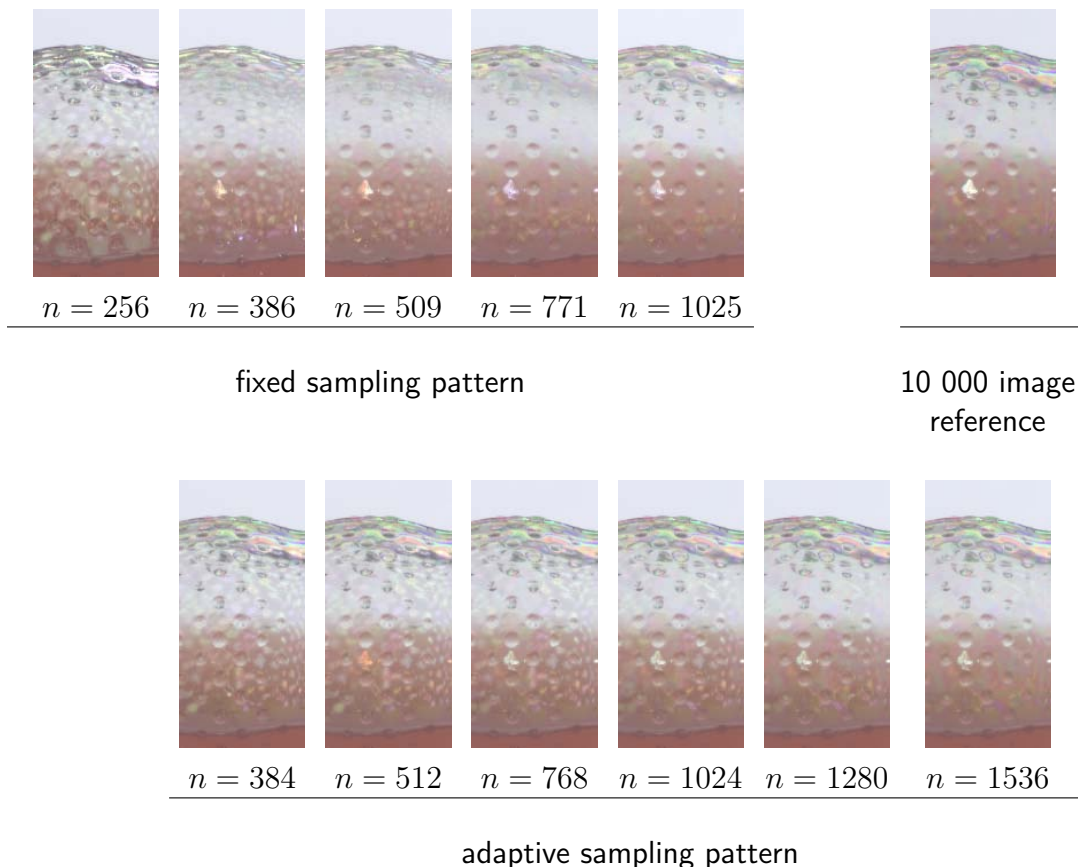 n = 256 n = 386 n = 509 n = 771 n = 1025
fixed sampling pattern
10 000 image
reference
n = 384 n = 512 n = 768 n = 1024 n = 1280 n = 1536
adaptive sampling pattern